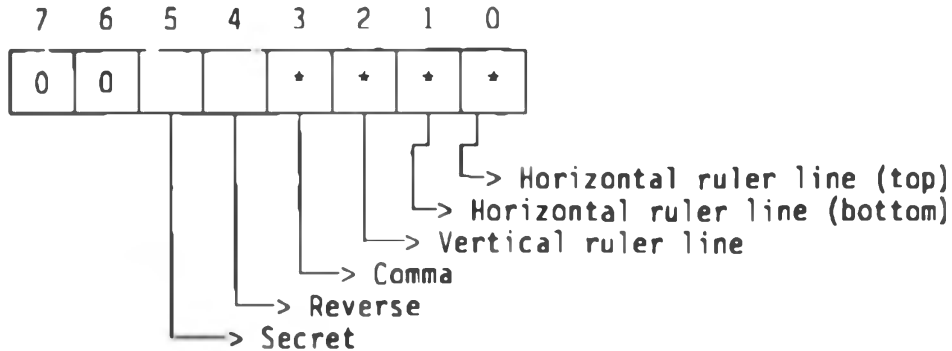 7 6 5 4 3 2 1 0
0 0 * * * *
Horizontal ruler line (top)
Horizontal ruler line (bottom)
Vertical ruler line
Comma
Reverse
Secret